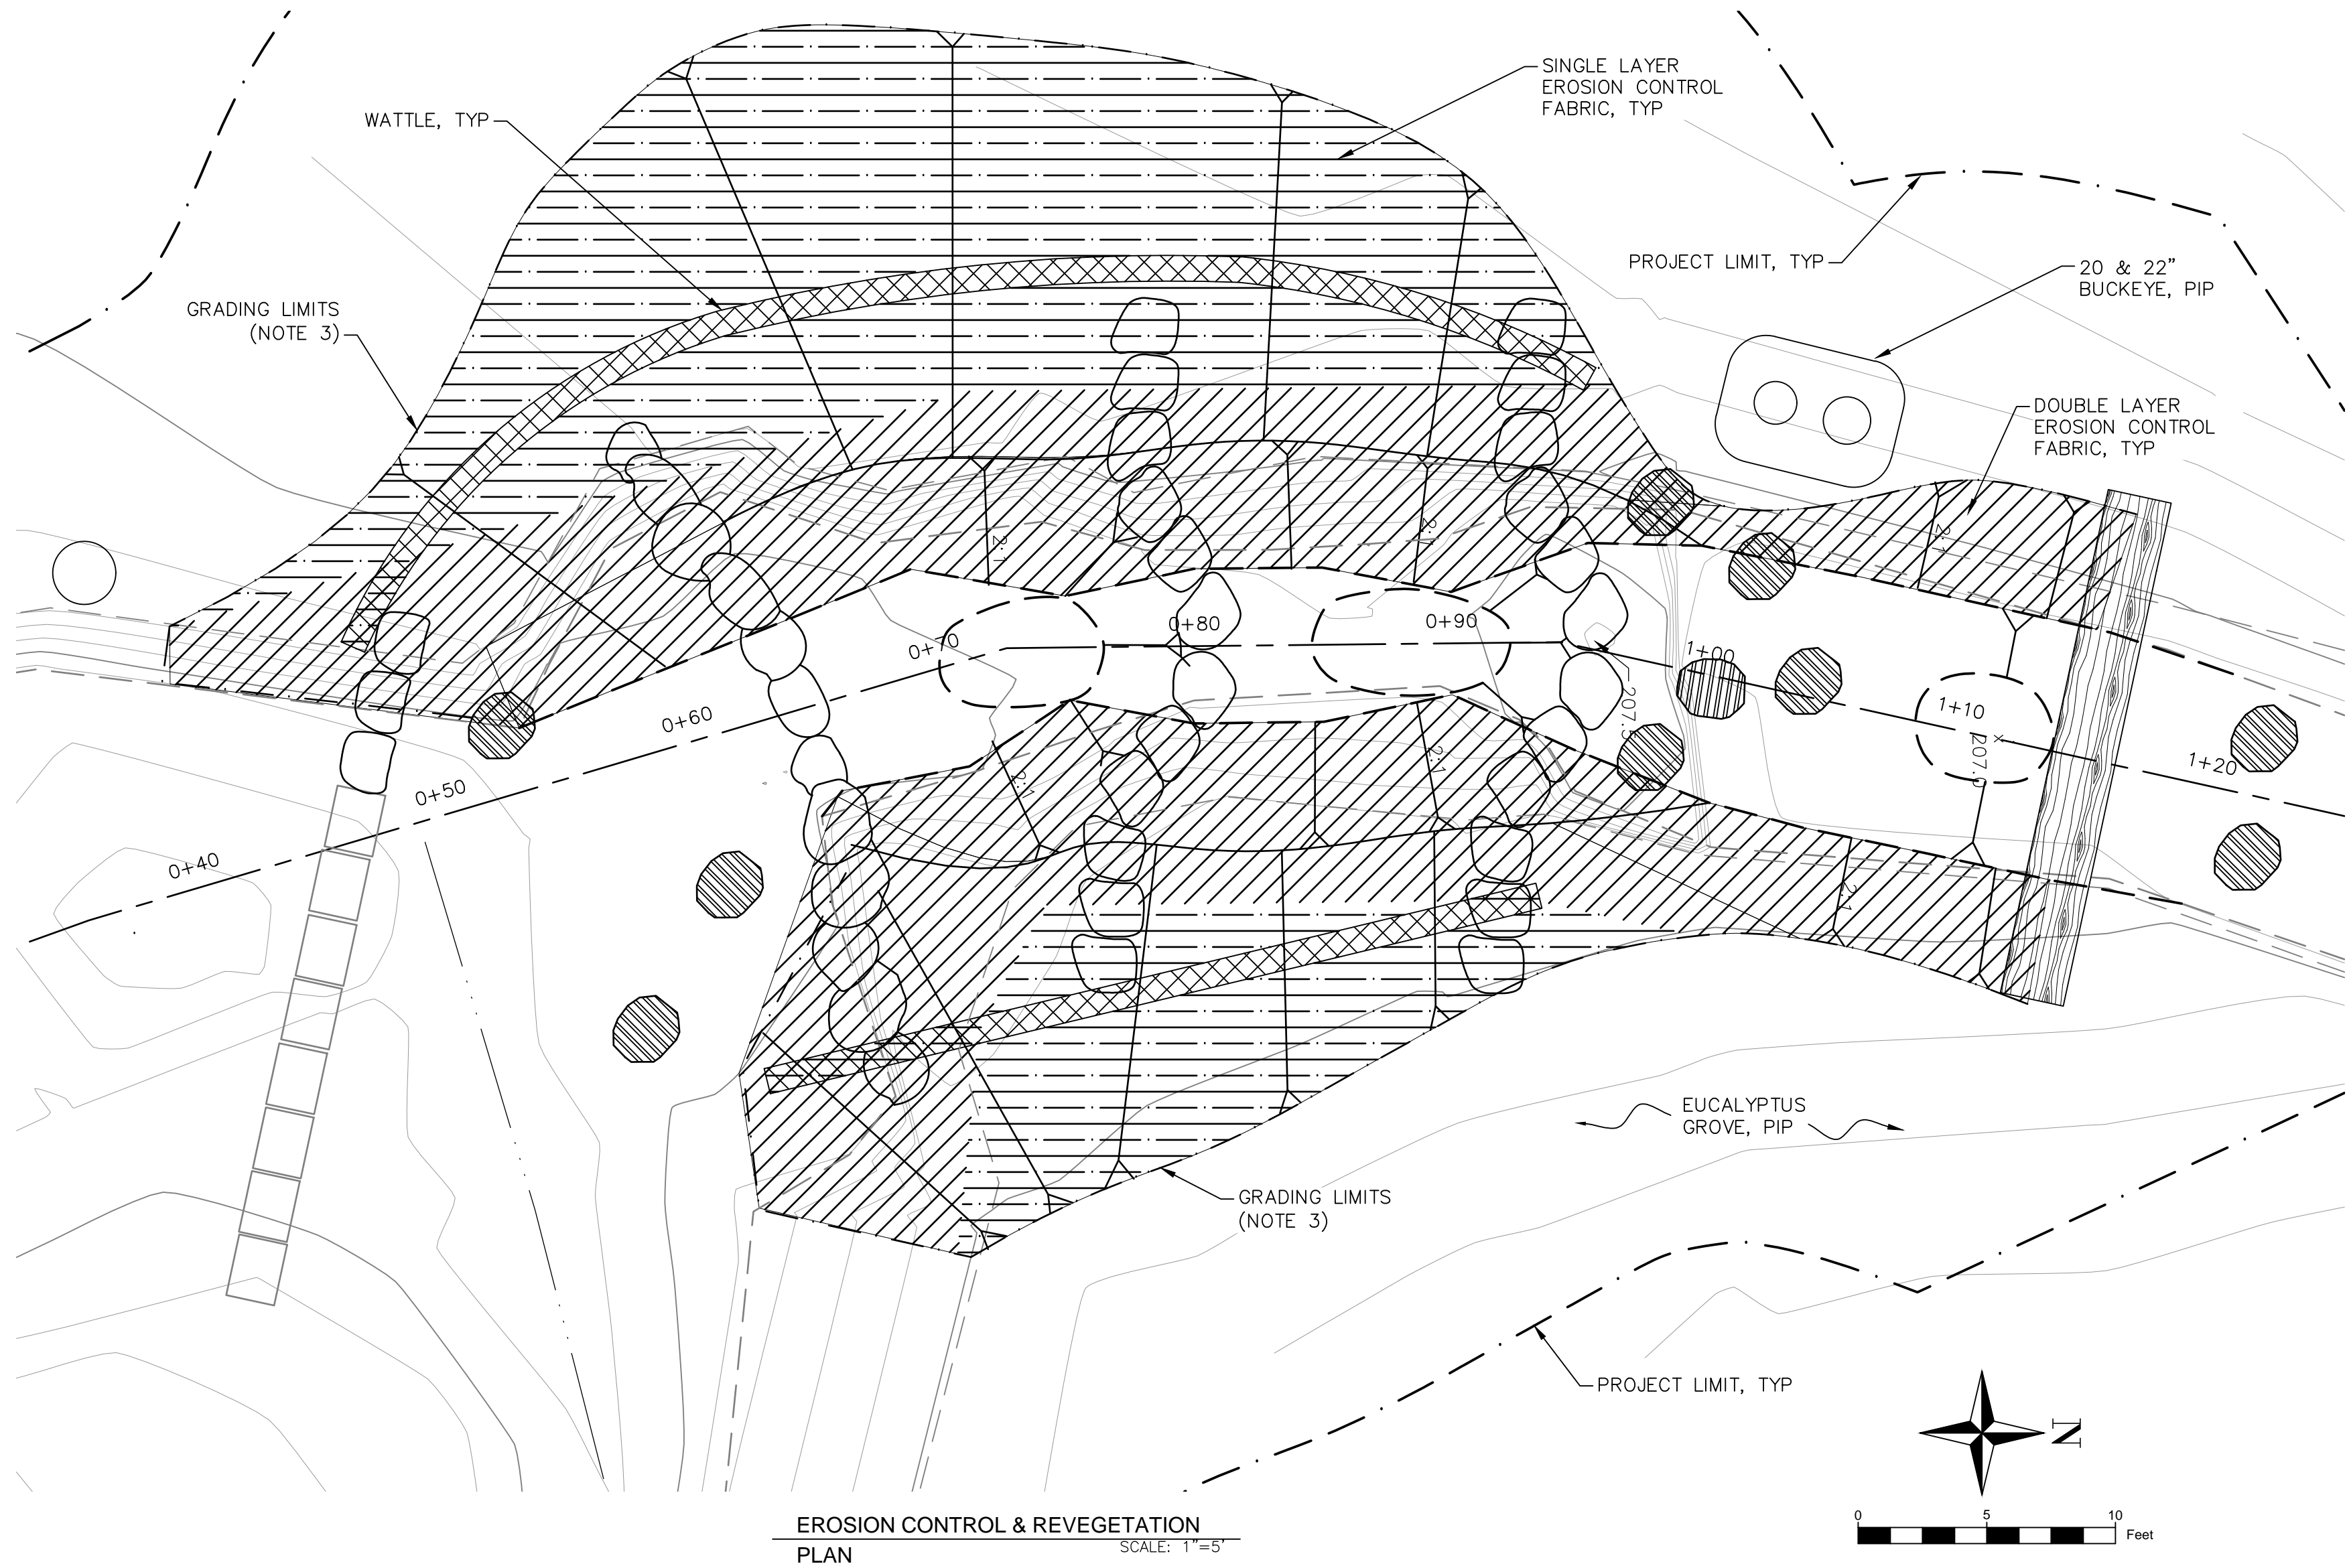 SINGLE LAYER
EROSION CONTROL
FABRIC, TYP
WATTLE, TYP
PROJECT LIMIT, TYP
20 & 22”
BUCKEYE, PIP
GRADING LIMITS
(NOTE 3)
DOUBLE LAYER
EROSION CONTROL
FABRIC, TYP
2:1
2:1
2:1
0+70
0+80
0+90
1+00
207.5
0+60
1+10
x
207.0
1+20
2:1
2:1
0+50
0+40
2:1
EUCALYPTUS
GROVE, PIP
GRADING LIMITS
(NOTE 3)
PROJECT LIMIT, TYP
N
0 5 10
Feet
EROSION CONTROL & REVEGETATION
PLAN
SCALE: 1”=5’